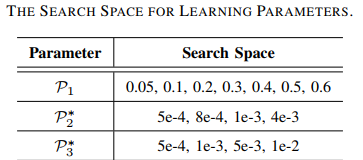 THE SEARCH SPACE FOR LEARNING PARAMETERS.
Parameter Search Space
𝒫₁ 0.05, 0.1, 0.2, 0.3, 0.4, 0.5, 0.6
𝒫₂* 5e-4, 8e-4, 1e-3, 4e-3
𝒫₃* 5e-4, 1e-3, 5e-3, 1e-2